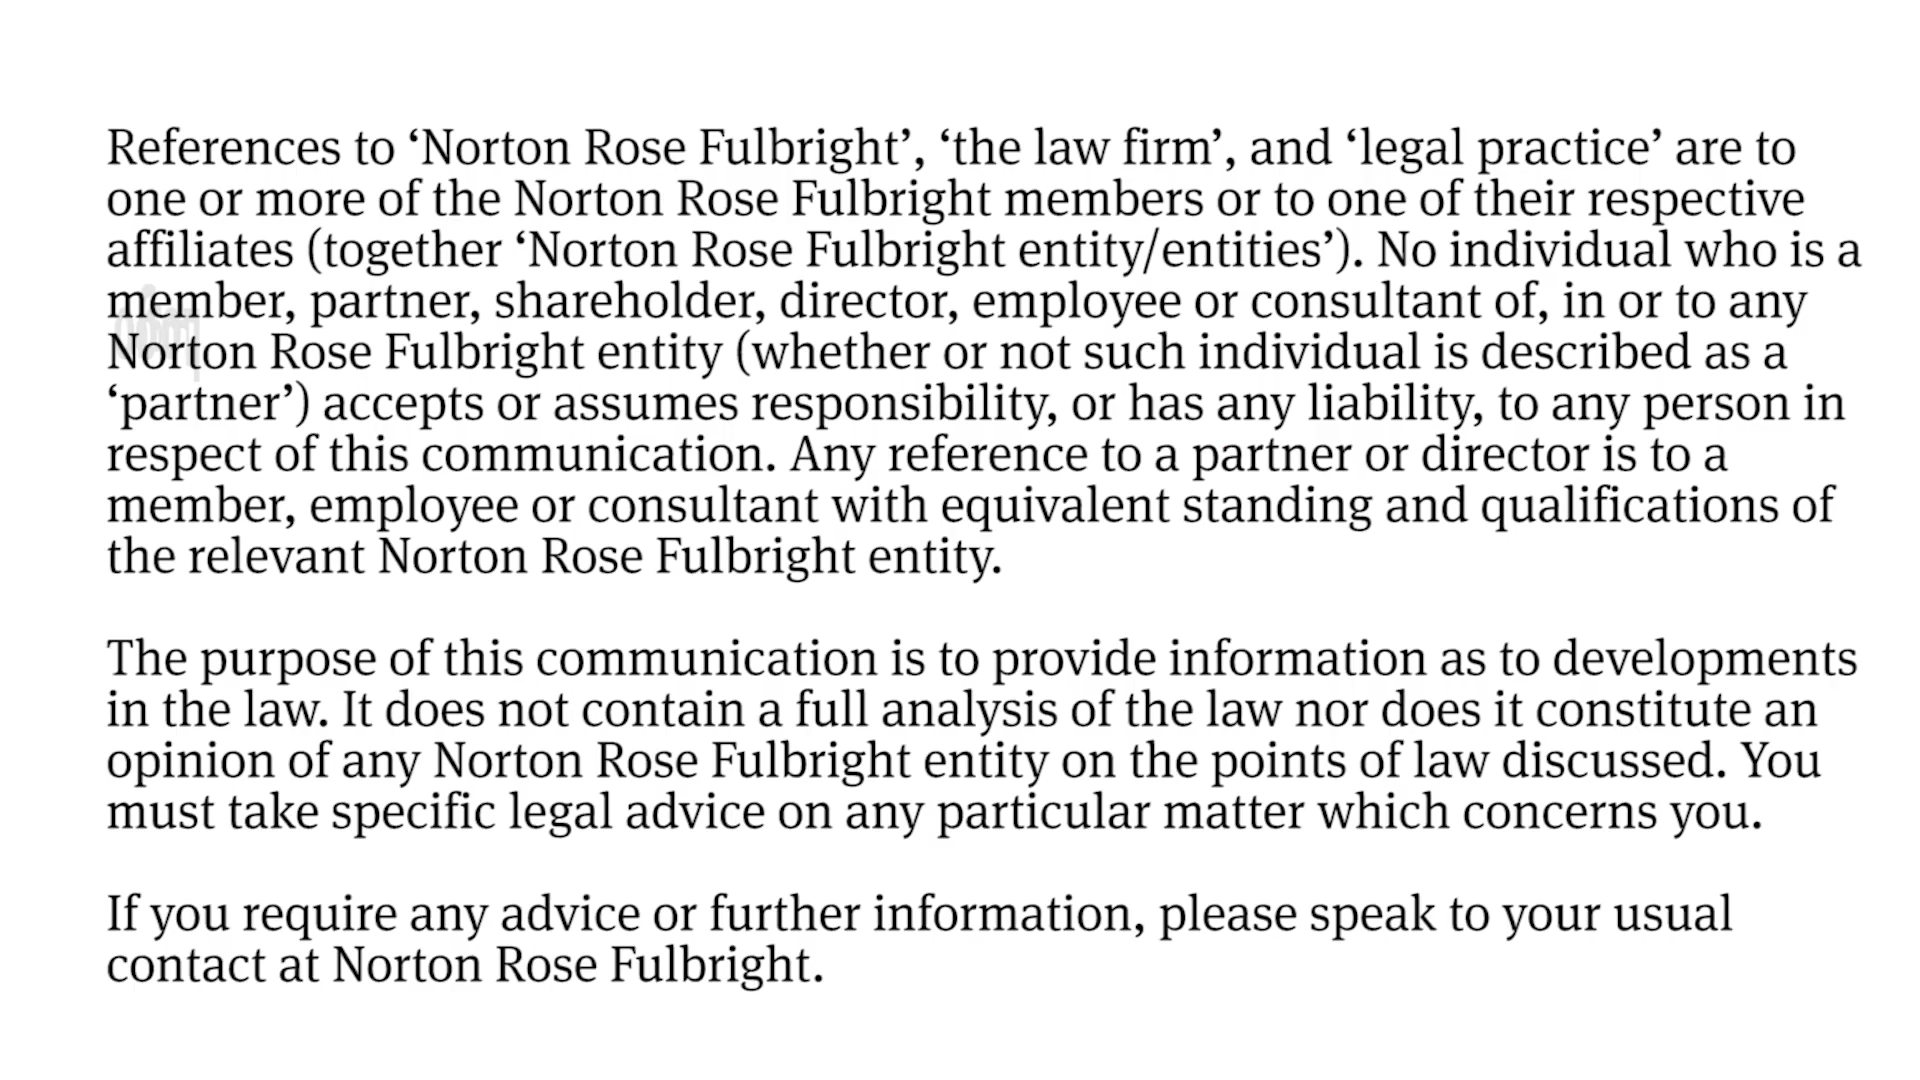 References to ‘Norton Rose Fulbright’, ‘the law firm’, and ‘legal practice’ are to
one or more of the Norton Rose Fulbright members or to one of their respective
affiliates (together ‘Norton Rose Fulbright entity/entities’). No individual who is a
member, partner, shareholder, director, employee or consultant of, in or to any
Norton Rose Fulbright entity (whether or not such individual is described as a
‘partner’) accepts or assumes responsibility, or has any liability, to any person in
respect of this communication. Any reference to a partner or director is to a
member, employee or consultant with equivalent standing and qualifications of
the relevant Norton Rose Fulbright entity.
The purpose of this communication is to provide information as to developments
in the law. It does not contain a full analysis of the law nor does it constitute an
opinion of any Norton Rose Fulbright entity on the points of law discussed. You
must take specific legal advice on any particular matter which concerns you.
If you require any advice or further information, please speak to your usual
contact at Norton Rose Fulbright.